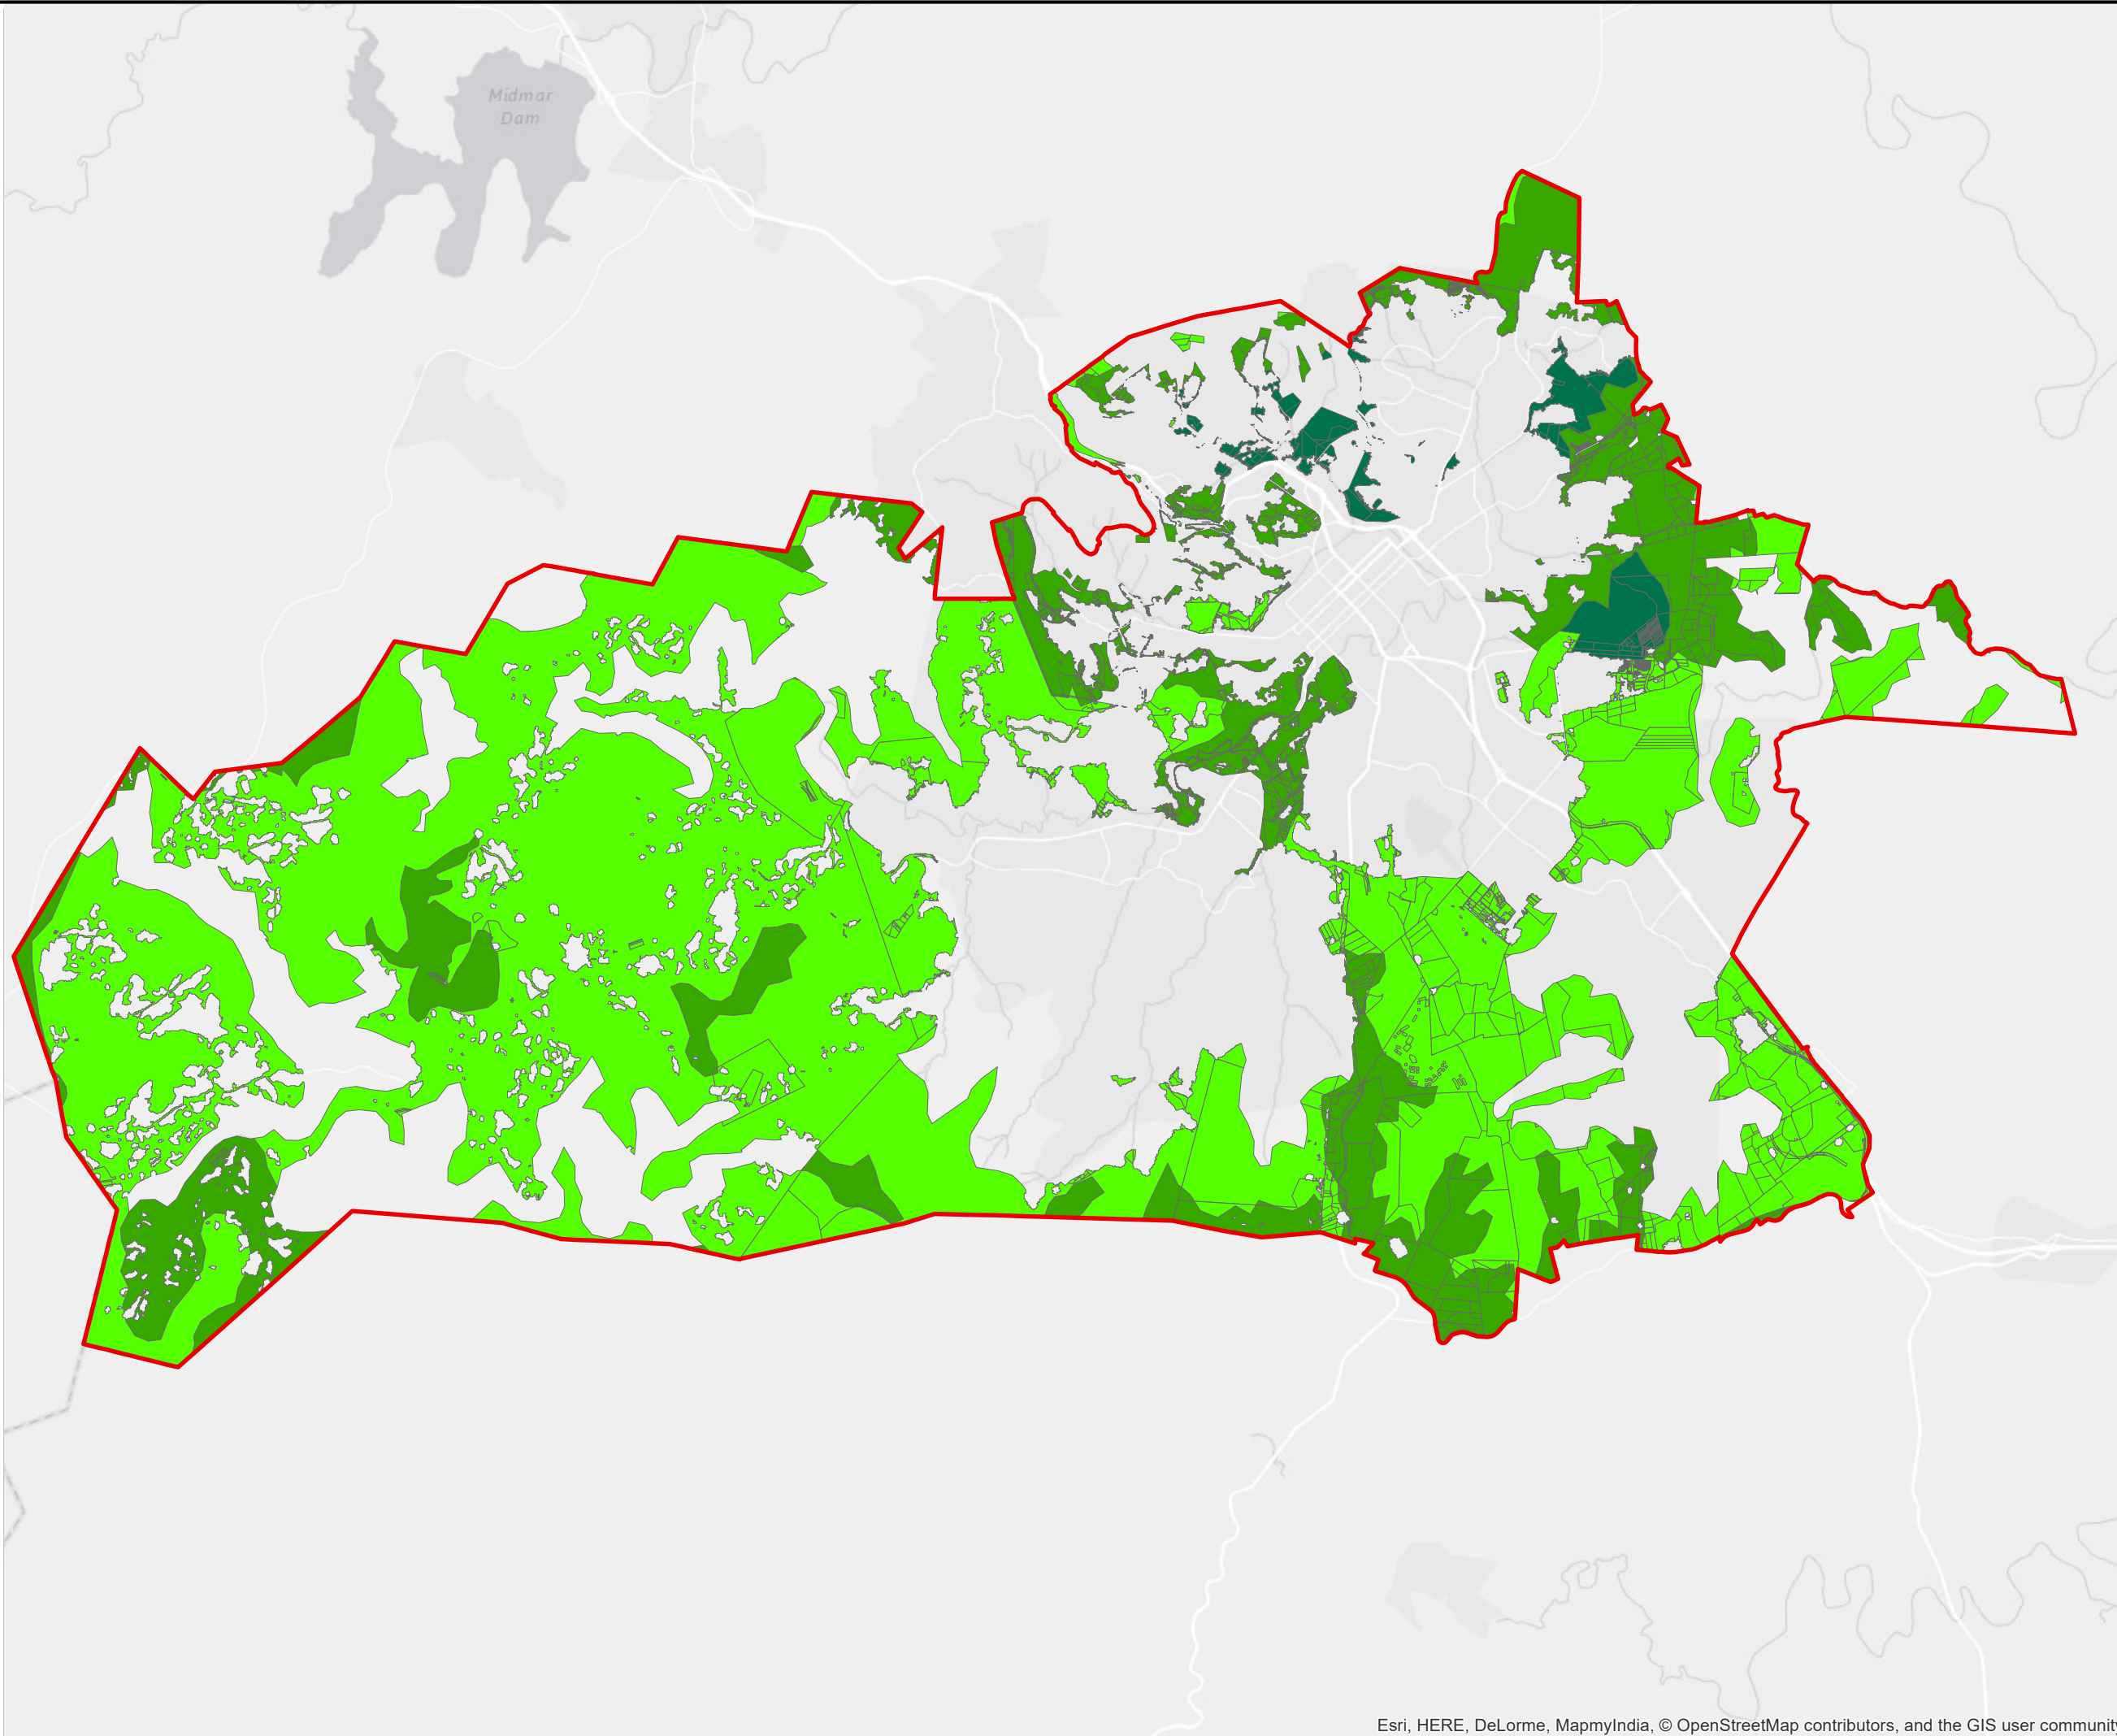 Midmar
Dam
Esri, HERE, DeLorme, MapmyIndia, © OpenStreetMap contributors, and the GIS user community